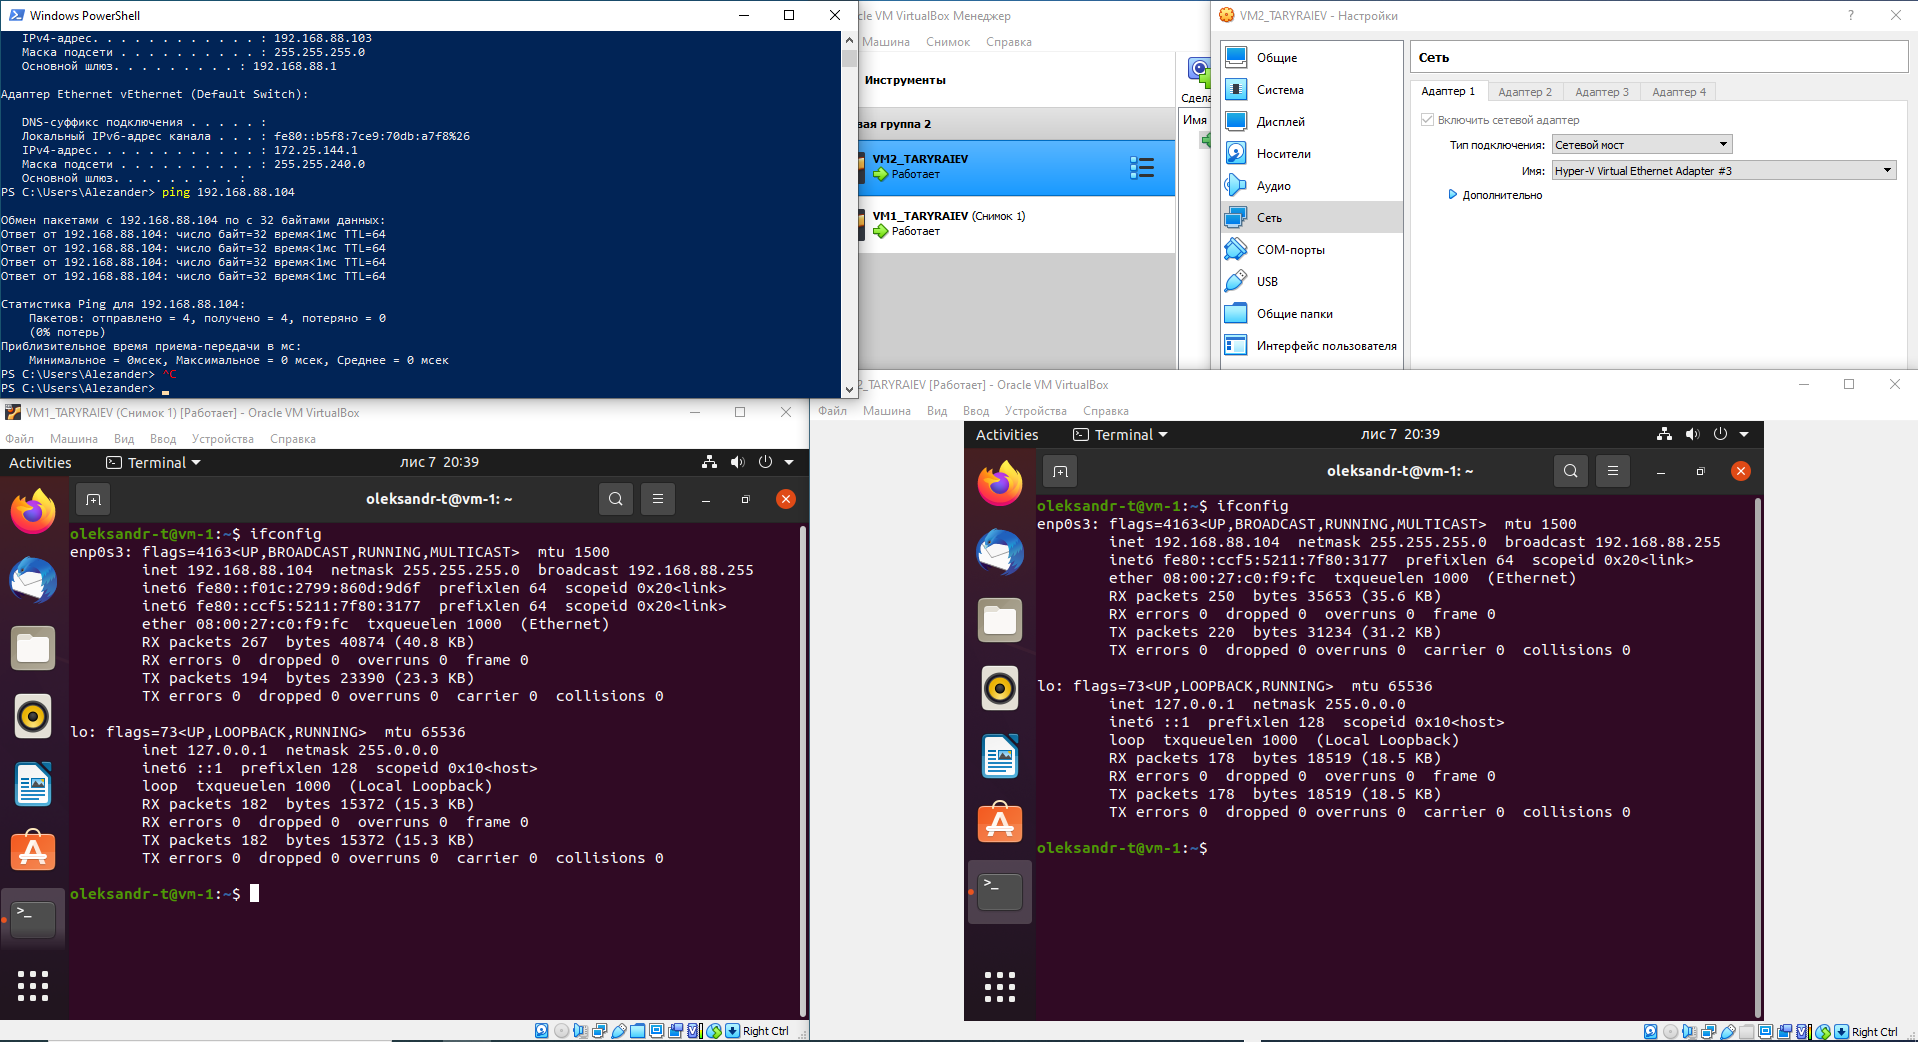 Windows PowerShell
IPv4-адрес. . . . . . . . . . . . : 192.168.88.103
Маска подсети . . . . . . . . . . : 255.255.255.0
Основной шлюз. . . . . . . . . : 192.168.88.1
Адаптер Ethernet vEthernet (Default Switch):
DNS-суффикс подключения . . . . . :
Локальный IPv6-адрес канала . . . : fe80::b5f8:7ce9:70db:a7f8%26
IPv4-адрес. . . . . . . . . . . . : 172.25.144.1
Маска подсети . . . . . . . . . . : 255.255.240.0
Основной шлюз. . . . . . . . . :
PS C:\Users\Alezander> ping 192.168.88.104
Обмен пакетами с 192.168.88.104 по с 32 байтами данных:
Ответ от 192.168.88.104: число байт=32 время<1мс TTL=64
Ответ от 192.168.88.104: число байт=32 время<1мс TTL=64
Ответ от 192.168.88.104: число байт=32 время<1мс TTL=64
Ответ от 192.168.88.104: число байт=32 время<1мс TTL=64
Статистика Ping для 192.168.88.104:
Пакетов: отправлено = 4, получено = 4, потеряно = 0
(0% потерь)
Приблизительное время приема-передачи в мс:
Минимальное = 0мсек, Максимальное = 0 мсек, Среднее = 0 мсек
PS C:\Users\Alezander> ^C
PS C:\Users\Alezander>
cle VM VirtualBox Менеджер
Машина Снимок Справка
Инструменты
вая группа 2
VM2_TARYRAIEV
Работает
VM1_TARYRAIEV (Снимок 1)
Работает
Сдела
Имя
VM2_TARYRAIEV - Настройки
Общие
Система
Дисплей
Носители
Аудио
Сеть
COM-порты
USB
Общие папки
Интерфейс пользователя
Сеть
Адаптер 1 Адаптер 2 Адаптер 3 Адаптер 4
Включить сетевой адаптер
Тип подключения: Сетевой мост
Имя: Hyper-V Virtual Ethernet Adapter #3
Дополнительно
VM1_TARYRAIEV (Снимок 1) [Работает] - Oracle VM VirtualBox
Файл Машина Вид Ввод Устройства Справка
Activities Terminal лис 7 20:39
oleksandr-t@vm-1: ~
oleksandr-t@vm-1:~$ ifconfig
enp0s3: flags=4163<UP,BROADCAST,RUNNING,MULTICAST> mtu 1500
inet 192.168.88.104 netmask 255.255.255.0 broadcast 192.168.88.255
inet6 fe80::f01c:2799:860d:9d6f prefixlen 64 scopeid 0x20<link>
inet6 fe80::ccf5:5211:7f80:3177 prefixlen 64 scopeid 0x20<link>
ether 08:00:27:c0:f9:fc txqueuelen 1000 (Ethernet)
RX packets 267 bytes 40874 (40.8 KB)
RX errors 0 dropped 0 overruns 0 frame 0
TX packets 194 bytes 23390 (23.3 KB)
TX errors 0 dropped 0 overruns 0 carrier 0 collisions 0
lo: flags=73<UP,LOOPBACK,RUNNING> mtu 65536
inet 127.0.0.1 netmask 255.0.0.0
inet6 ::1 prefixlen 128 scopeid 0x10<host>
loop txqueuelen 1000 (Local Loopback)
RX packets 182 bytes 15372 (15.3 KB)
RX errors 0 dropped 0 overruns 0 frame 0
TX packets 182 bytes 15372 (15.3 KB)
TX errors 0 dropped 0 overruns 0 carrier 0 collisions 0
oleksandr-t@vm-1:~$
Right Ctrl
2_TARYRAIEV [Работает] - Oracle VM VirtualBox
Файл Машина Вид Ввод Устройства Справка
Activities Terminal лис 7 20:39
oleksandr-t@vm-1: ~
oleksandr-t@vm-1:~$ ifconfig
enp0s3: flags=4163<UP,BROADCAST,RUNNING,MULTICAST> mtu 1500
inet 192.168.88.104 netmask 255.255.255.0 broadcast 192.168.88.255
inet6 fe80::ccf5:5211:7f80:3177 prefixlen 64 scopeid 0x20<link>
ether 08:00:27:c0:f9:fc txqueuelen 1000 (Ethernet)
RX packets 250 bytes 35653 (35.6 KB)
RX errors 0 dropped 0 overruns 0 frame 0
TX packets 220 bytes 31234 (31.2 KB)
TX errors 0 dropped 0 overruns 0 carrier 0 collisions 0
lo: flags=73<UP,LOOPBACK,RUNNING> mtu 65536
inet 127.0.0.1 netmask 255.0.0.0
inet6 ::1 prefixlen 128 scopeid 0x10<host>
loop txqueuelen 1000 (Local Loopback)
RX packets 178 bytes 18519 (18.5 KB)
RX errors 0 dropped 0 overruns 0 frame 0
TX packets 178 bytes 18519 (18.5 KB)
TX errors 0 dropped 0 overruns 0 carrier 0 collisions 0
oleksandr-t@vm-1:~$
Right Ctrl